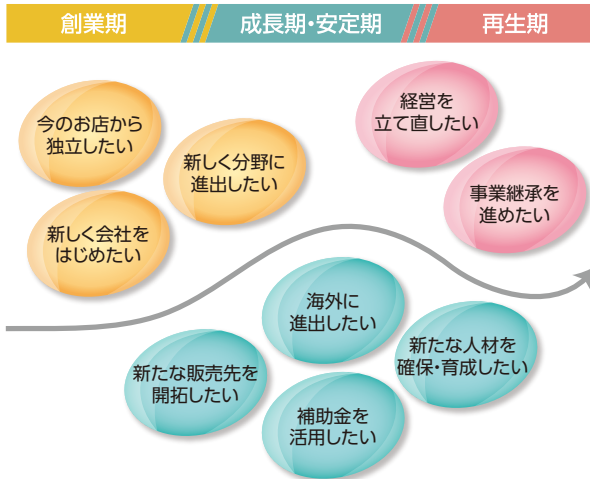 創業期
成長期・安定期
再生期
今のお店から
独立したい
新しく分野に
進出したい
新しく会社を
はじめたい
経営を
立て直したい
事業継承を
進めたい
海外に
進出したい
新たな販売先を
開拓したい
新たな人材を
確保・育成したい
補助金を
活用したい